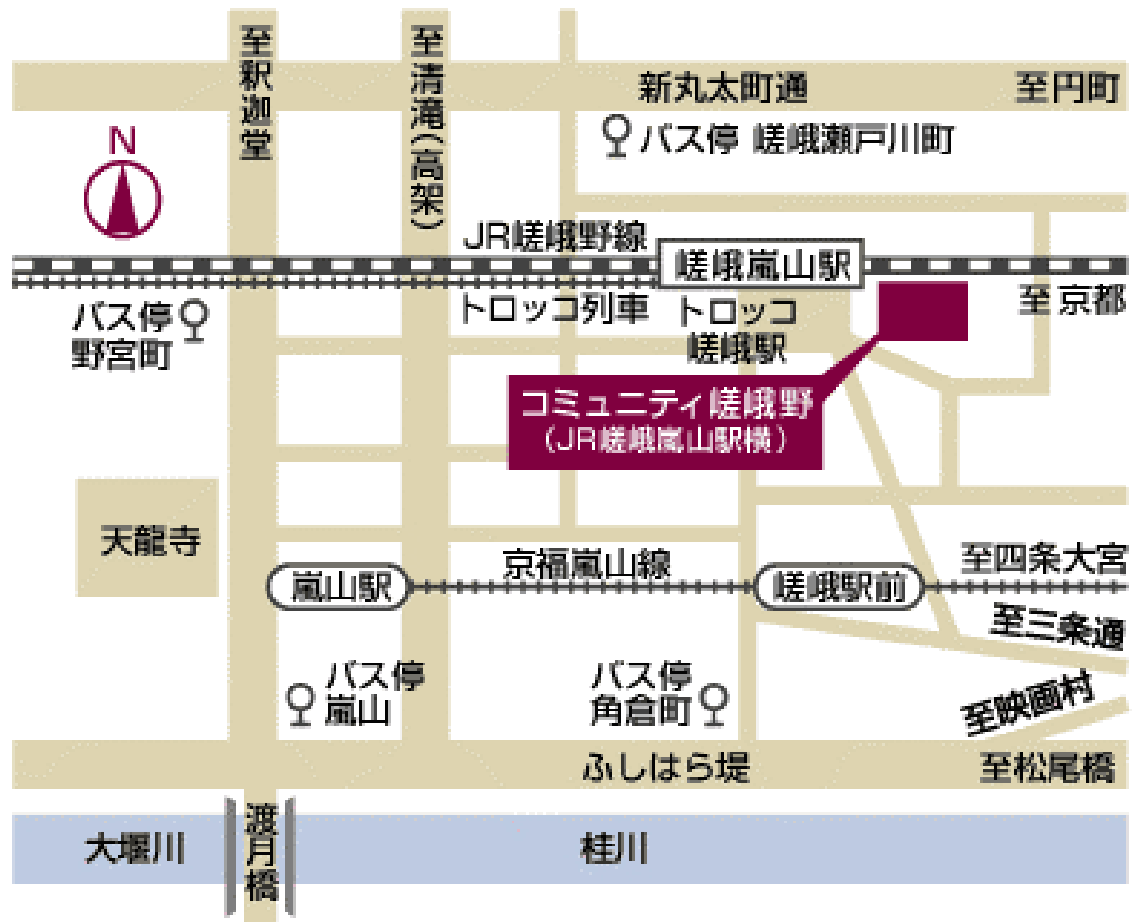 至釈迦堂
至清滝(高架)
新丸太町通
至円町
N
バス停 嵯峨瀬戸川町
JR嵯峨野線
嵯峨嵐山駅
至京都
バス停
野宮町
トロッコ列車
トロッコ
嵯峨駅
コミュニティ嵯峨野
(JR嵯峨嵐山駅横)
天龍寺
京福嵐山線
至四条大宮
嵐山駅
嵯峨駅前
至三条通
バス停
嵐山
バス停
角倉町
至映画村
ふしはら堤
至松尾橋
大堰川
渡月橋
桂川